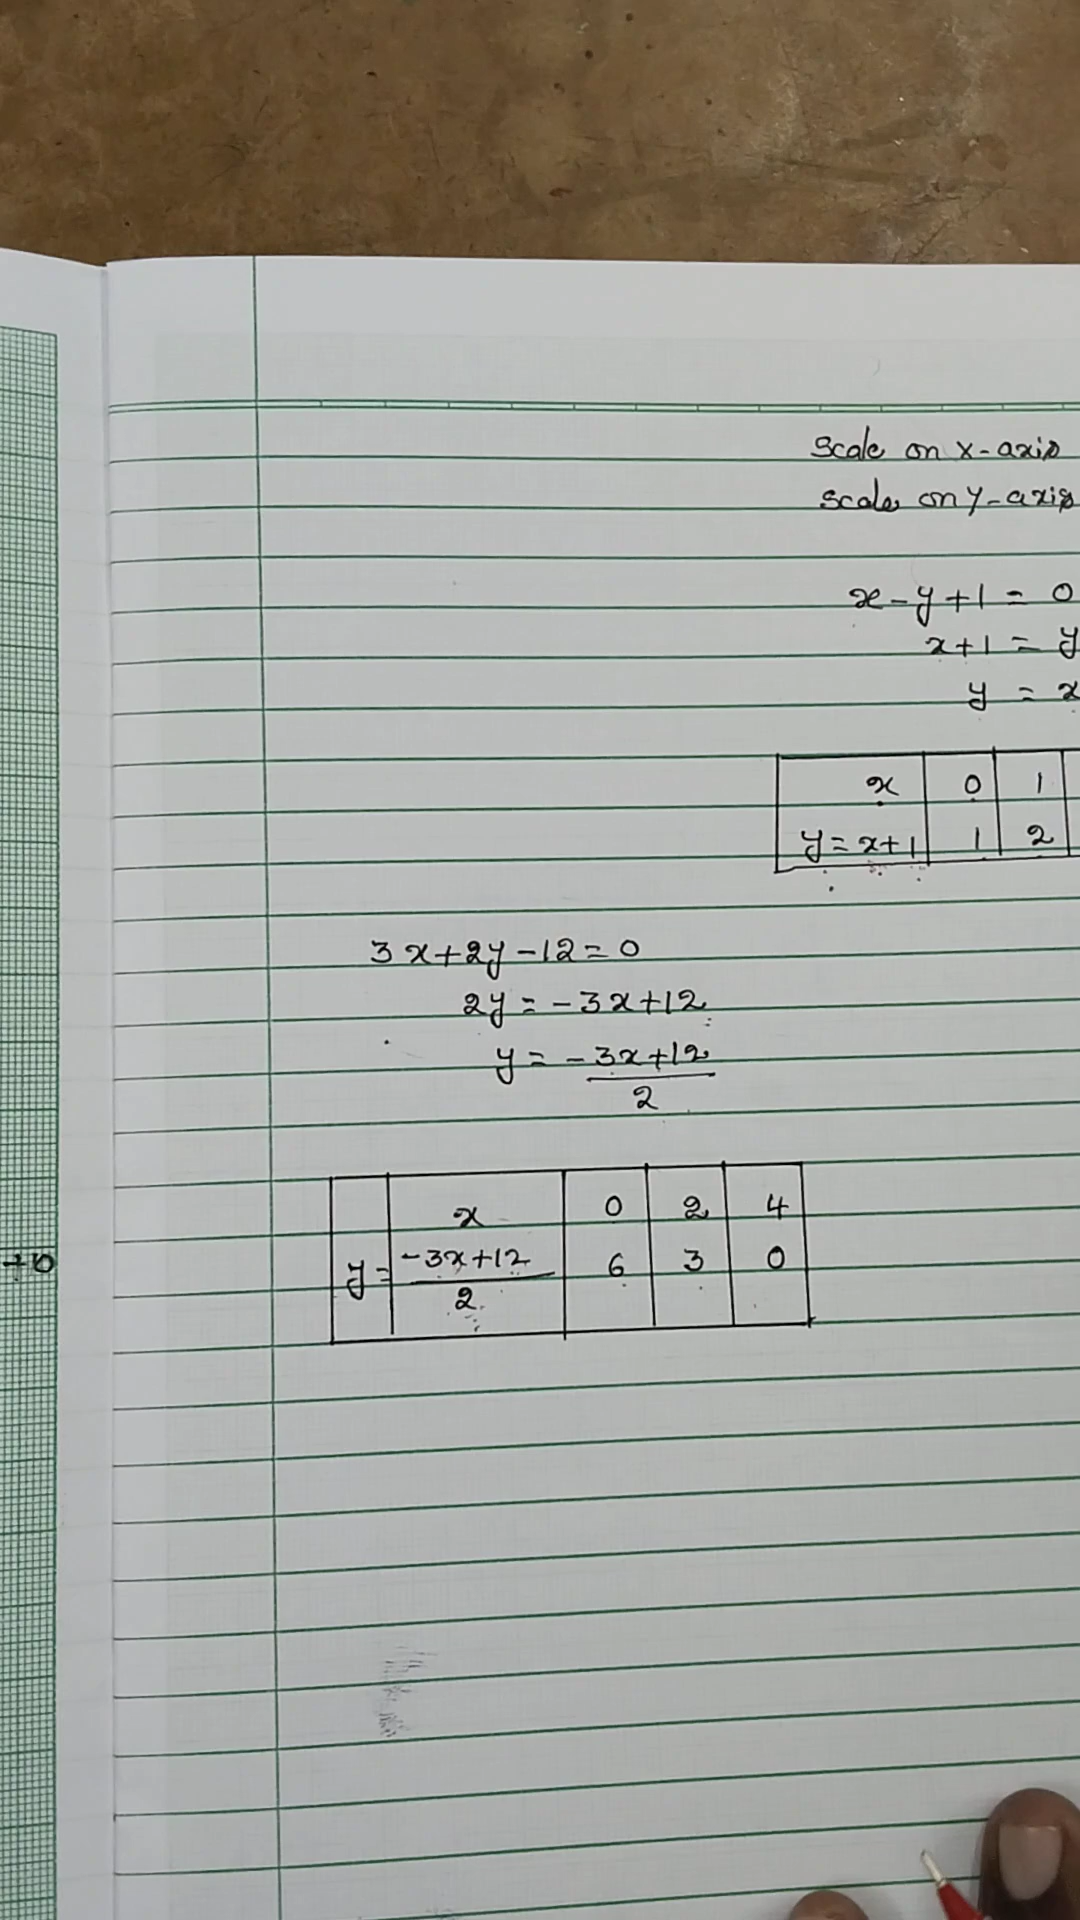 Scale on x-axis
Scale on y-axis
x-y+1 = 0
x+1 = y
y = x
x 0 1
y=x+1 1 2
3x+2y-12=0
2y = -3x+12
y = -3x+12
2
x 0 2 4
y= -3x+12 6 3 0
2